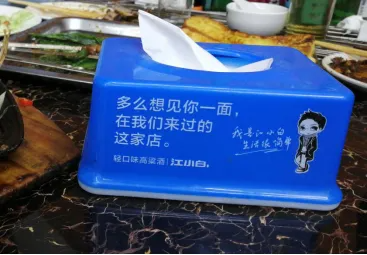 多么想见你一面，
在我们来过的
这家店。
轻口味高粱酒 江小白
我是江小白
生活很简单